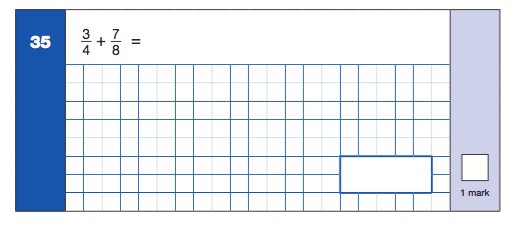 35 3/4 + 7/8 =
1 mark